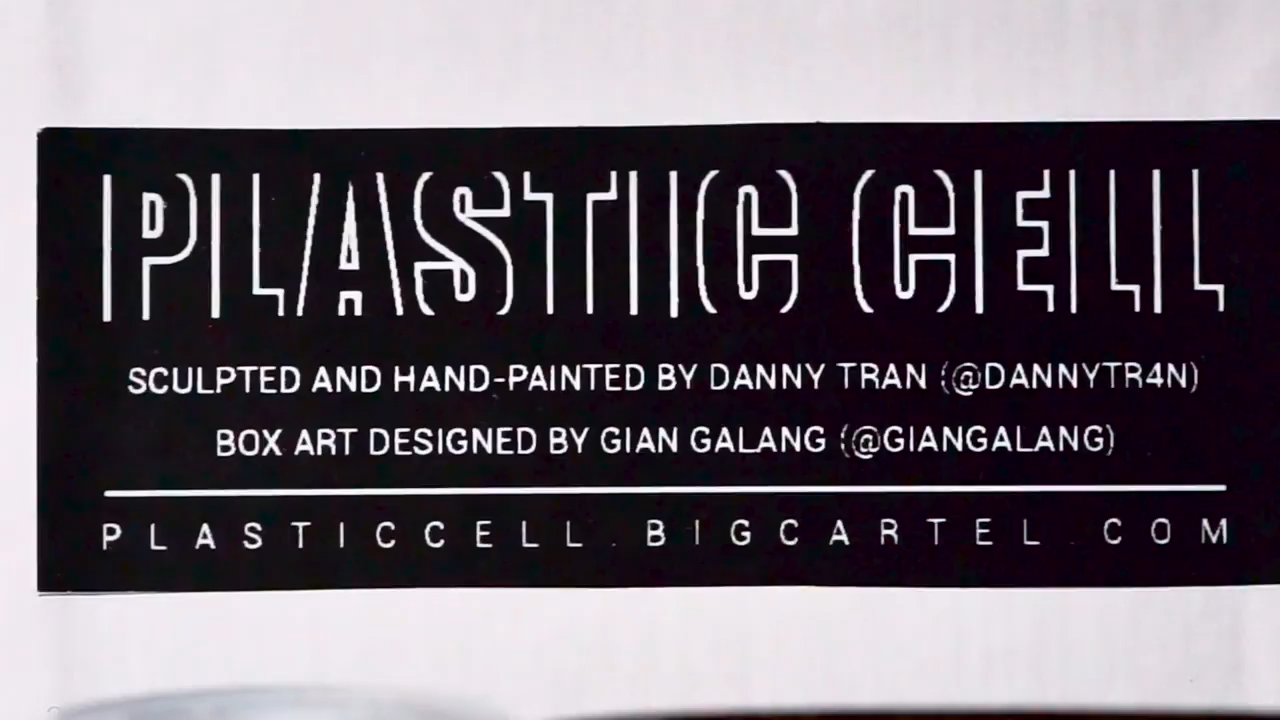 PLASTIC CELL
SCULPTED AND HAND-PAINTED BY DANNY TRAN (@DANNYTR4N)
BOX ART DESIGNED BY GIAN GALANG (@GIANGALANG)
PLASTICCELL.BIGCARTEL.COM